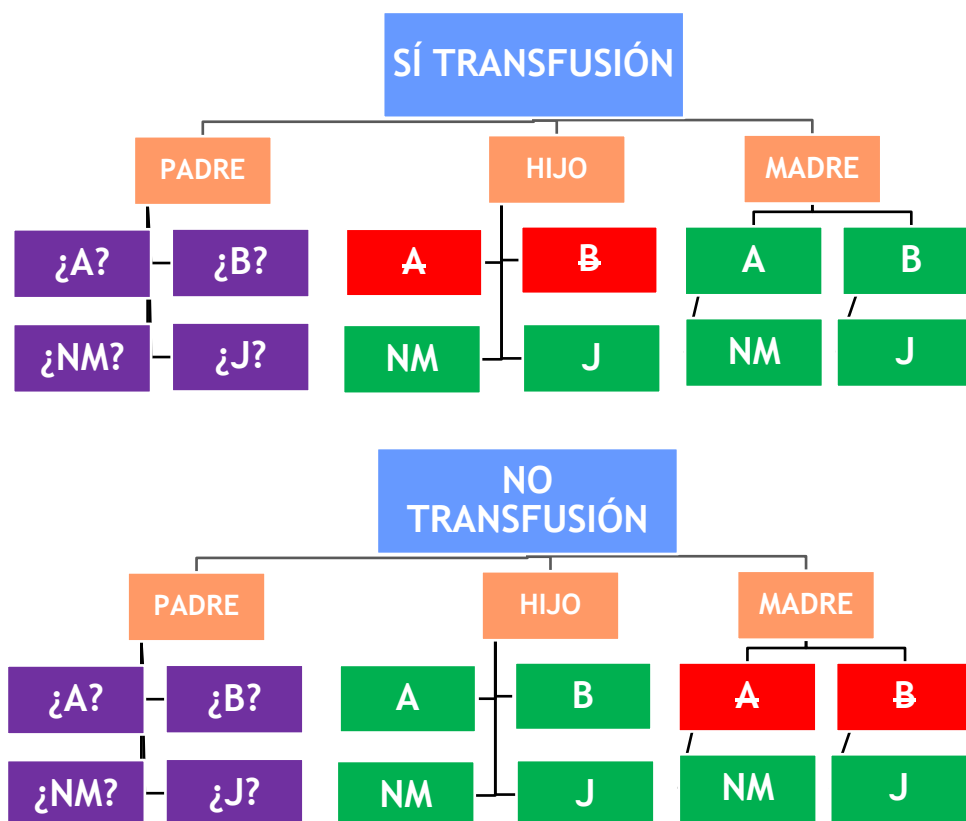 SÍ TRANSFUSIÓN
PADRE
HIJO
MADRE
¿A?
¿B?
A
B
A
B
¿NM?
¿J?
NM
J
NM
J
NO
TRANSFUSIÓN
PADRE
HIJO
MADRE
¿A?
¿B?
A
B
A
B
¿NM?
¿J?
NM
J
NM
J